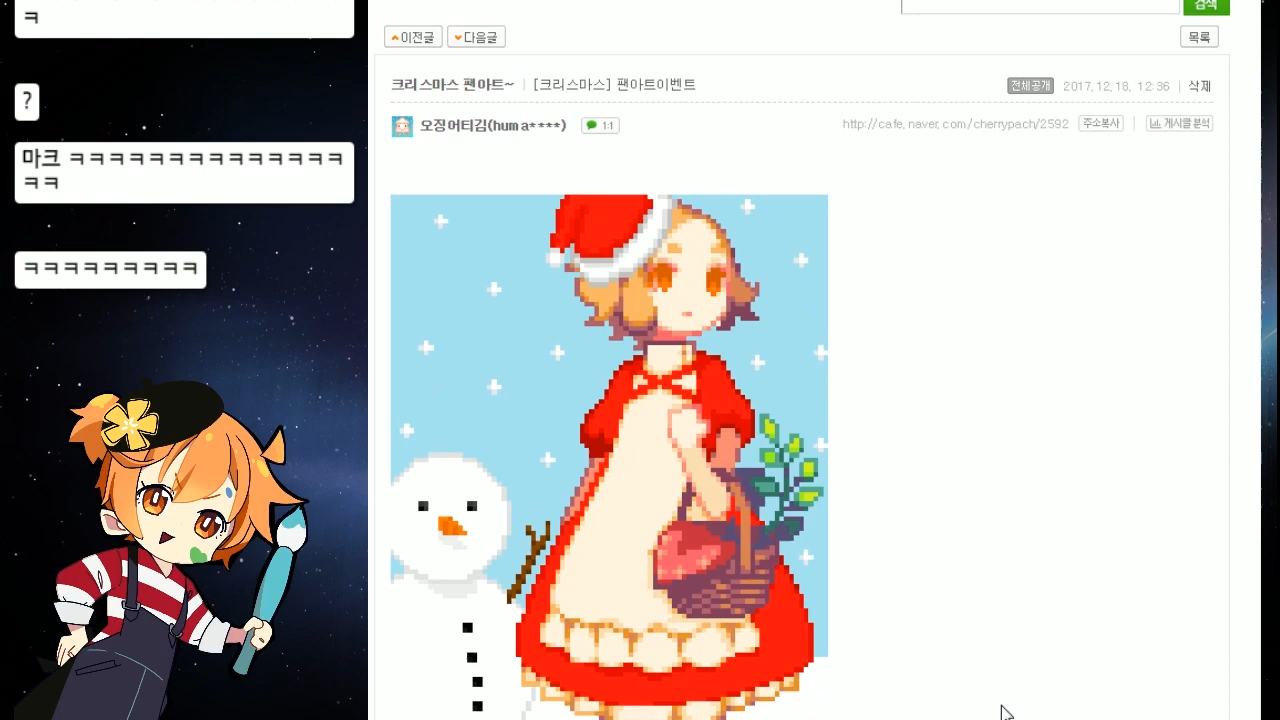 ㅋ
?
마크 ㅋㅋㅋㅋㅋㅋㅋㅋㅋㅋㅋㅋㅋㅋ
ㅋㅋ
ㅋㅋㅋㅋㅋㅋㅋㅋㅋ
검색
이전글 다음글 목록
크리스마스 팬아트~ | [크리스마스] 팬아트이벤트 전체공개 2017.12.18. 12:36 | 삭제
오징어티김(huma****) 1:1 http://cafe.naver.com/cherrypach/2592 주소복사 | 게시글 분석